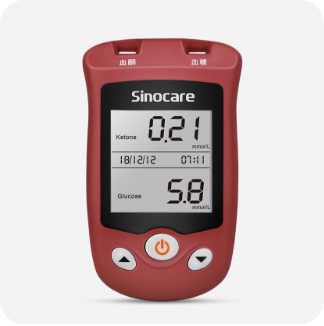 血酮 血糖
Sinocare
Ketone 0.21
mmol/L
18/12/12 07:11
Glucose 5.8
mmol/L